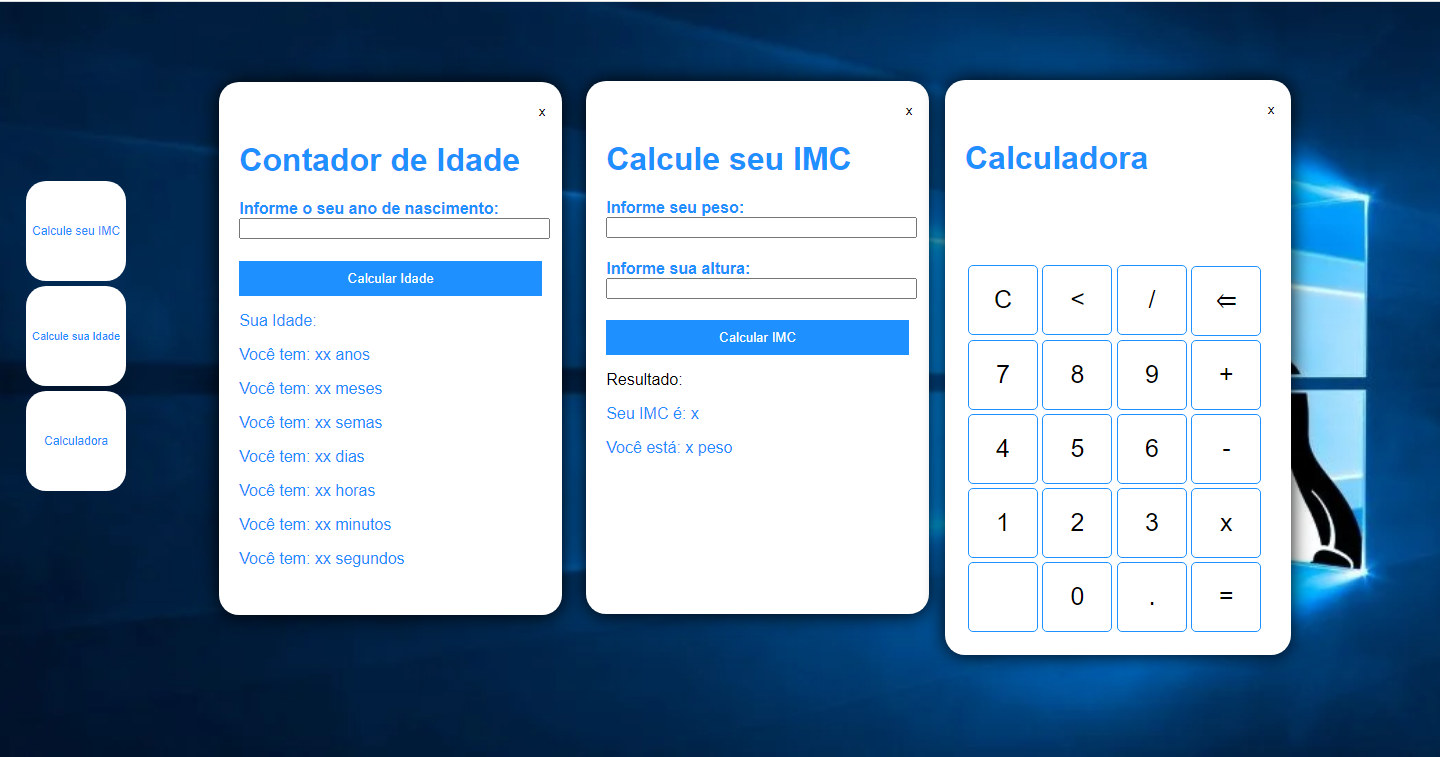 Calcule seu IMC
Calcule sua Idade
Calculadora
x
Contador de Idade
Informe o seu ano de nascimento:
Calcular Idade
Sua Idade:
Você tem: xx anos
Você tem: xx meses
Você tem: xx semas
Você tem: xx dias
Você tem: xx horas
Você tem: xx minutos
Você tem: xx segundos
x
Calcule seu IMC
Informe seu peso:
Informe sua altura:
Calcular IMC
Resultado:
Seu IMC é: x
Você está: x peso
x
Calculadora
C < / ⇐
7 8 9 +
4 5 6 -
1 2 3 x
0 . =